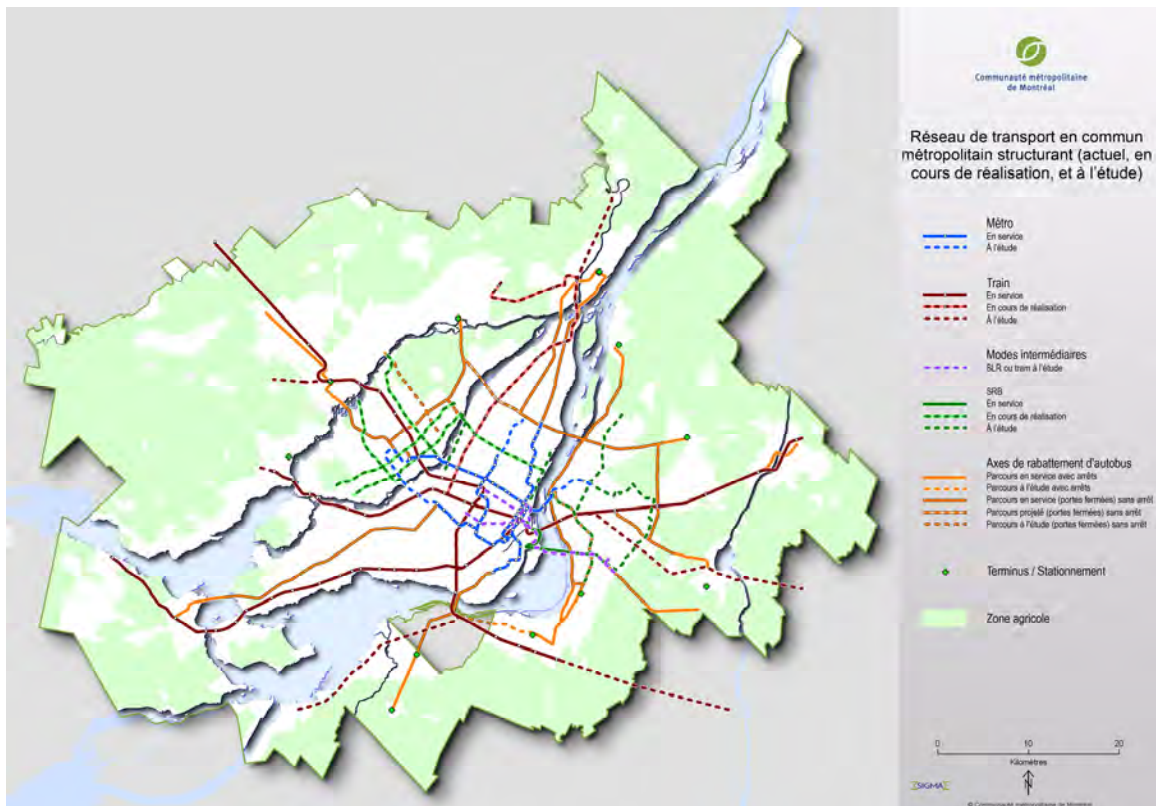 Communauté métropolitaine
de Montréal
Réseau de transport en commun
métropolitain structurant (actuel, en
cours de réalisation, et à l'étude)
Métro
En service
À l'étude
Train
En service
En cours de réalisation
À l'étude
Modes intermédiaires
SLR ou tram à l'étude
SRB
En service
En cours de réalisation
À l'étude
Axes de rabattement d'autobus
Parcours en service avec arrêts
Parcours à l'étude avec arrêts
Parcours en service (portes fermées) sans arrêt
Parcours projeté (portes fermées) sans arrêt
Parcours à l'étude (portes fermées) sans arrêt
Terminus / Stationnement
Zone agricole
0 10 20
Kilomètres
N
SIGMA
© Communauté métropolitaine de Montréal